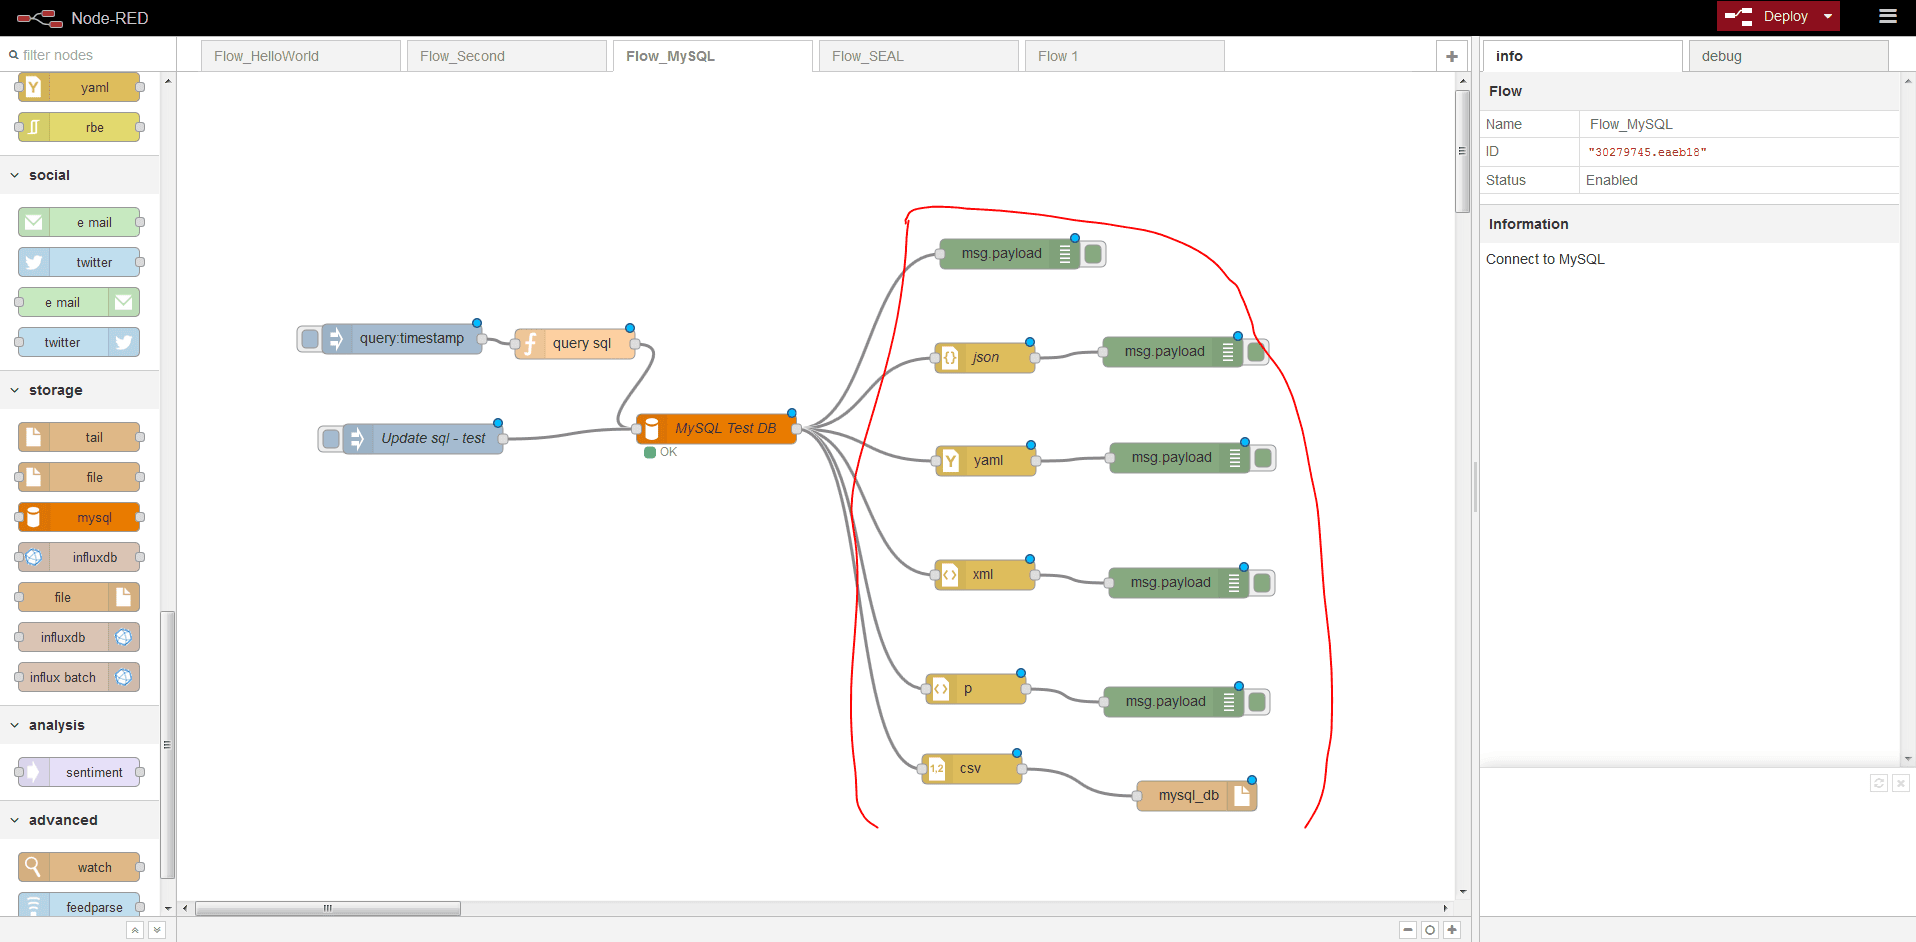 Node-RED
Deploy
filter nodes
Flow_HelloWorld
Flow_Second
Flow_MySQL
Flow_SEAL
Flow 1
info
debug
yaml
rbe
social
e mail
twitter
e mail
twitter
storage
tail
file
mysql
influxdb
file
influxdb
influx batch
analysis
sentiment
advanced
watch
feedparse
query:timestamp
query sql
Update sql - test
MySQL Test DB
OK
msg.payload
json
msg.payload
yaml
msg.payload
xml
msg.payload
p
msg.payload
1,2
csv
mysql_db
Flow
Name
Flow_MySQL
ID
"30279745.eaeb18"
Status
Enabled
Information
Connect to MySQL